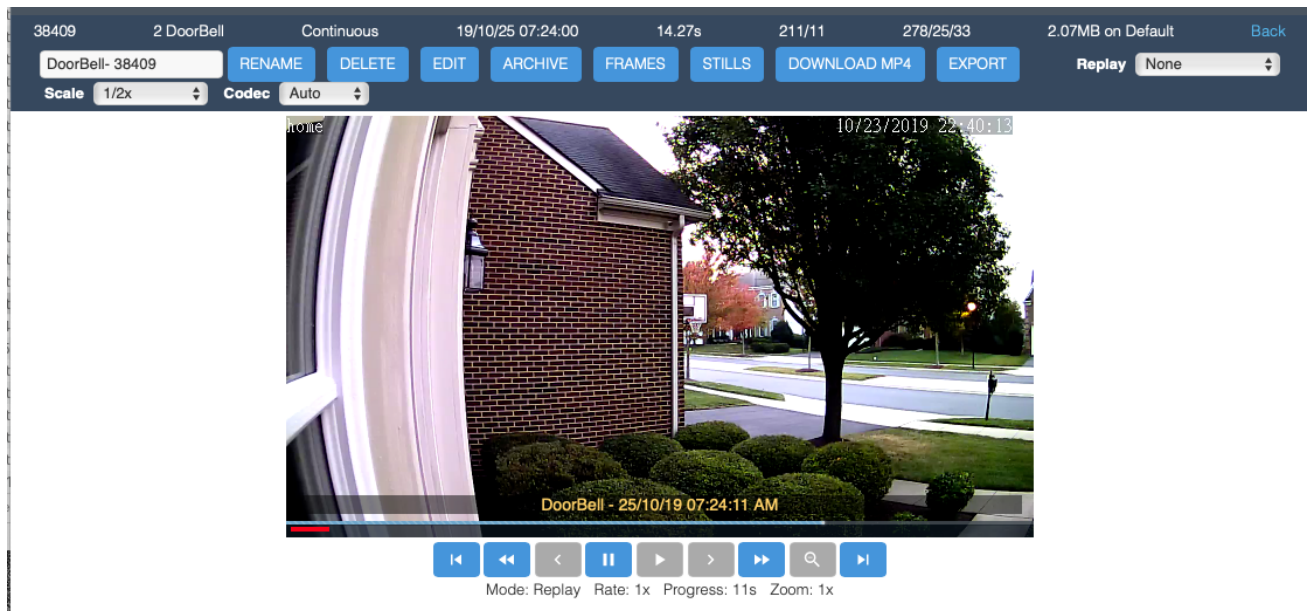 38409 2 DoorBell Continuous 19/10/25 07:24:00 14.27s 211/11 278/25/33 2.07MB on Default Back
DoorBell- 38409 RENAME DELETE EDIT ARCHIVE FRAMES STILLS DOWNLOAD MP4 EXPORT Replay None
Scale 1/2x Codec Auto
home 10/23/2019 22:40:13
DoorBell - 25/10/19 07:24:11 AM
Mode: Replay Rate: 1x Progress: 11s Zoom: 1x